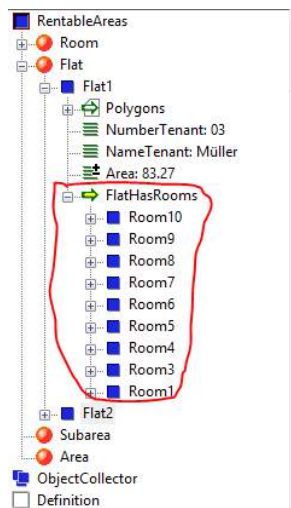 RentableAreas
Room
Flat
Flat1
Polygons
NumberTenant: 03
NameTenant: Müller
Area: 83.27
FlatHasRooms
Room10
Room9
Room8
Room7
Room6
Room5
Room4
Room3
Room1
Flat2
Subarea
Area
ObjectCollector
Definition